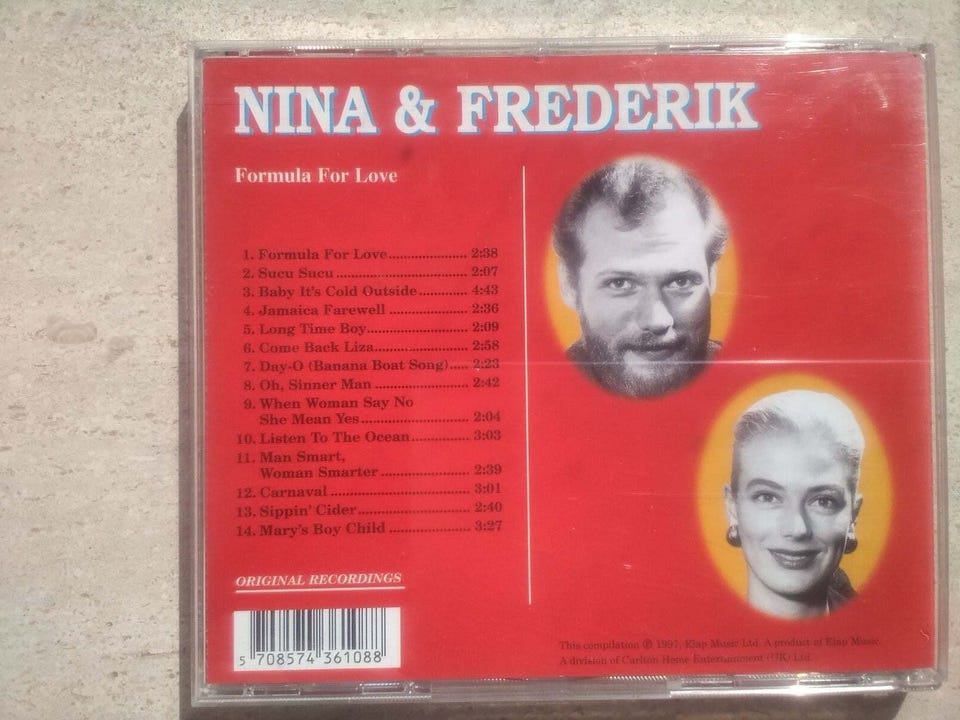 NINA & FREDERIK
Formula For Love
1. Formula For Love...................... 2:38
2. Sucu Sucu ..................................... 2:07
3. Baby It's Cold Outside............. 4:43
4. Jamaica Farewell ...................... 2:36
5. Long Time Boy............................ 2:09
6. Come Back Liza.......................... 2:58
7. Day-O (Banana Boat Song)..... 2:23
8. Oh, Sinner Man .......................... 2:42
9. When Woman Say No
She Mean Yes.............................. 2:04
10. Listen To The Ocean................ 3:03
11. Man Smart,
Woman Smarter ........................ 2:39
12. Carnaval ....................................... 3:01
13. Sippin' Cider................................ 2:40
14. Mary's Boy Child ....................... 3:27
ORIGINAL RECORDINGS
5 708574 361088
This compilation ℗ 1997, Elap Music Ltd. A product at Elap Music.
A division of Carlton Home Entertainment (UK) Ltd.